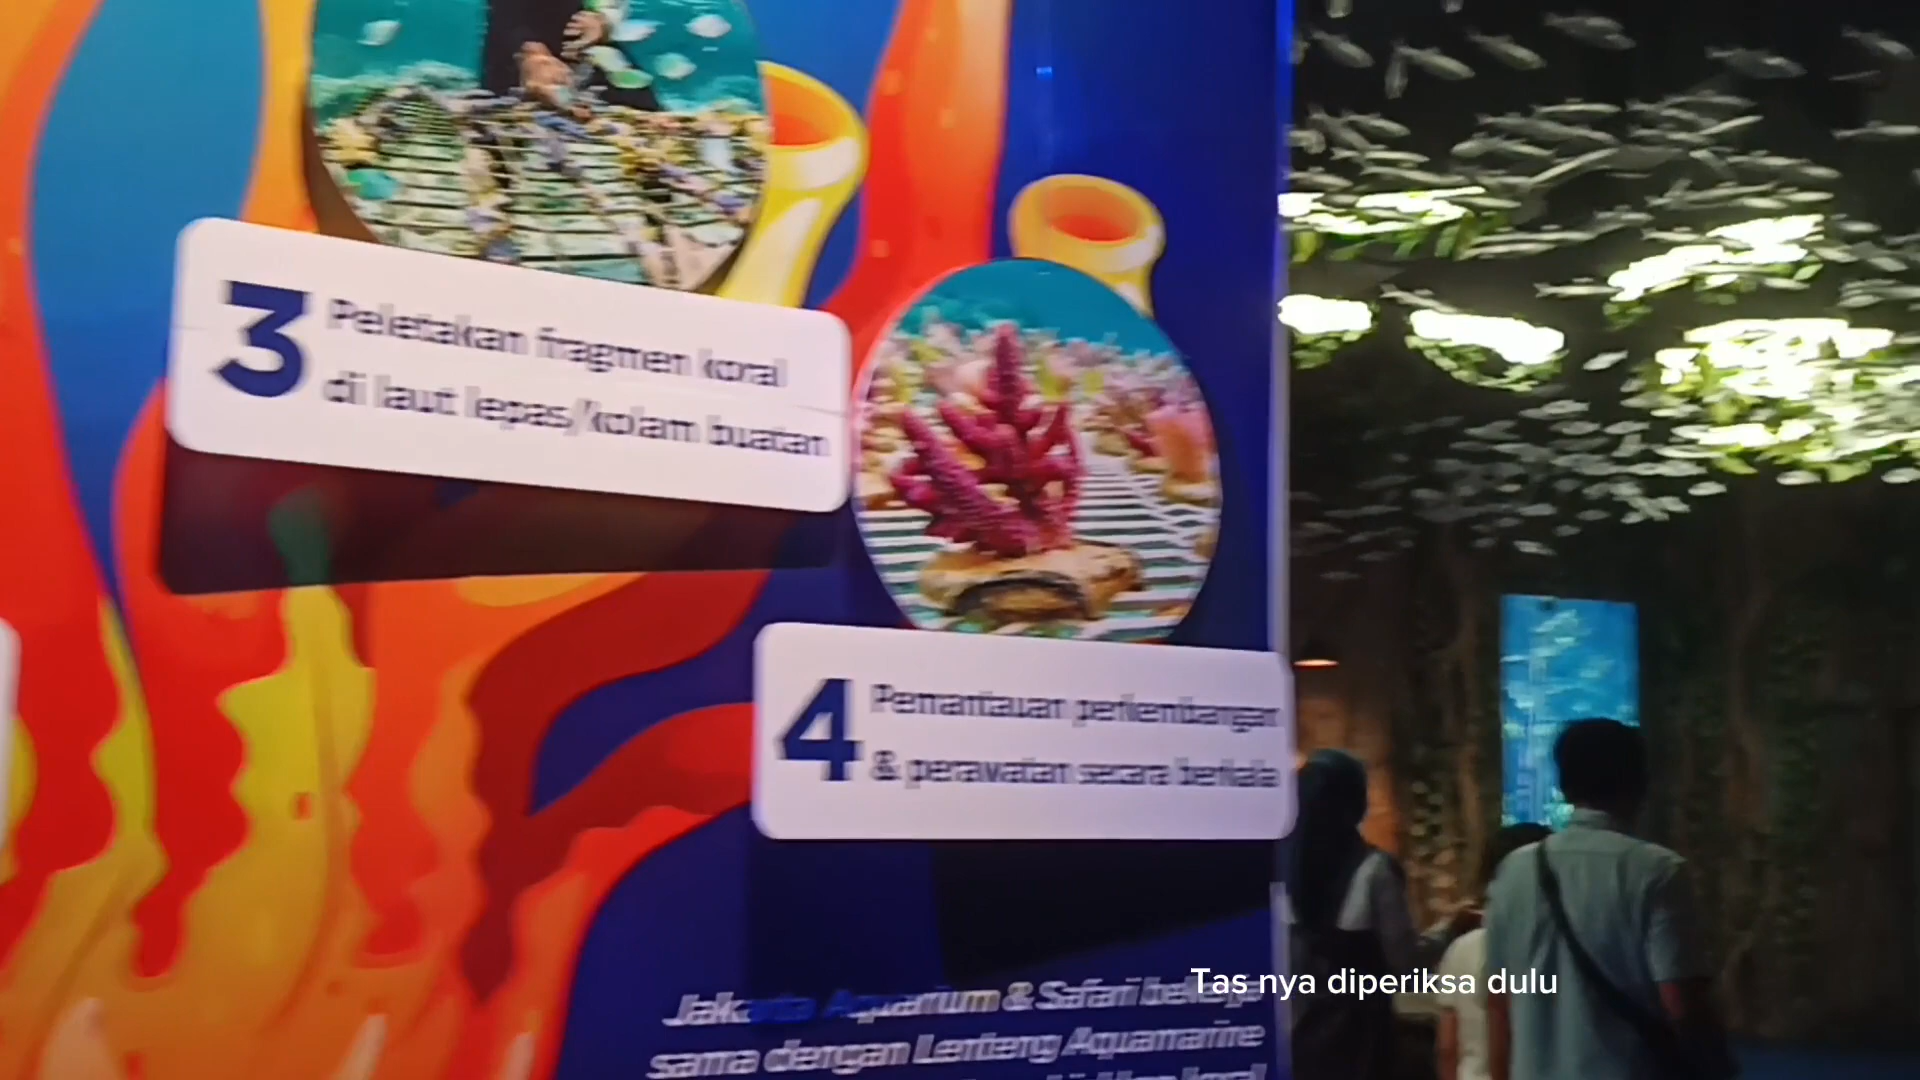 3 Peletakan fragmen koral
di laut lepas/kolam buatan
4 Pemantauan perkembangan
& perawatan secara berkala
Jakarta Aquarium & Safari bekerja
sama dengan Lenteng Aquamarine
koral
Tas nya diperiksa dulu